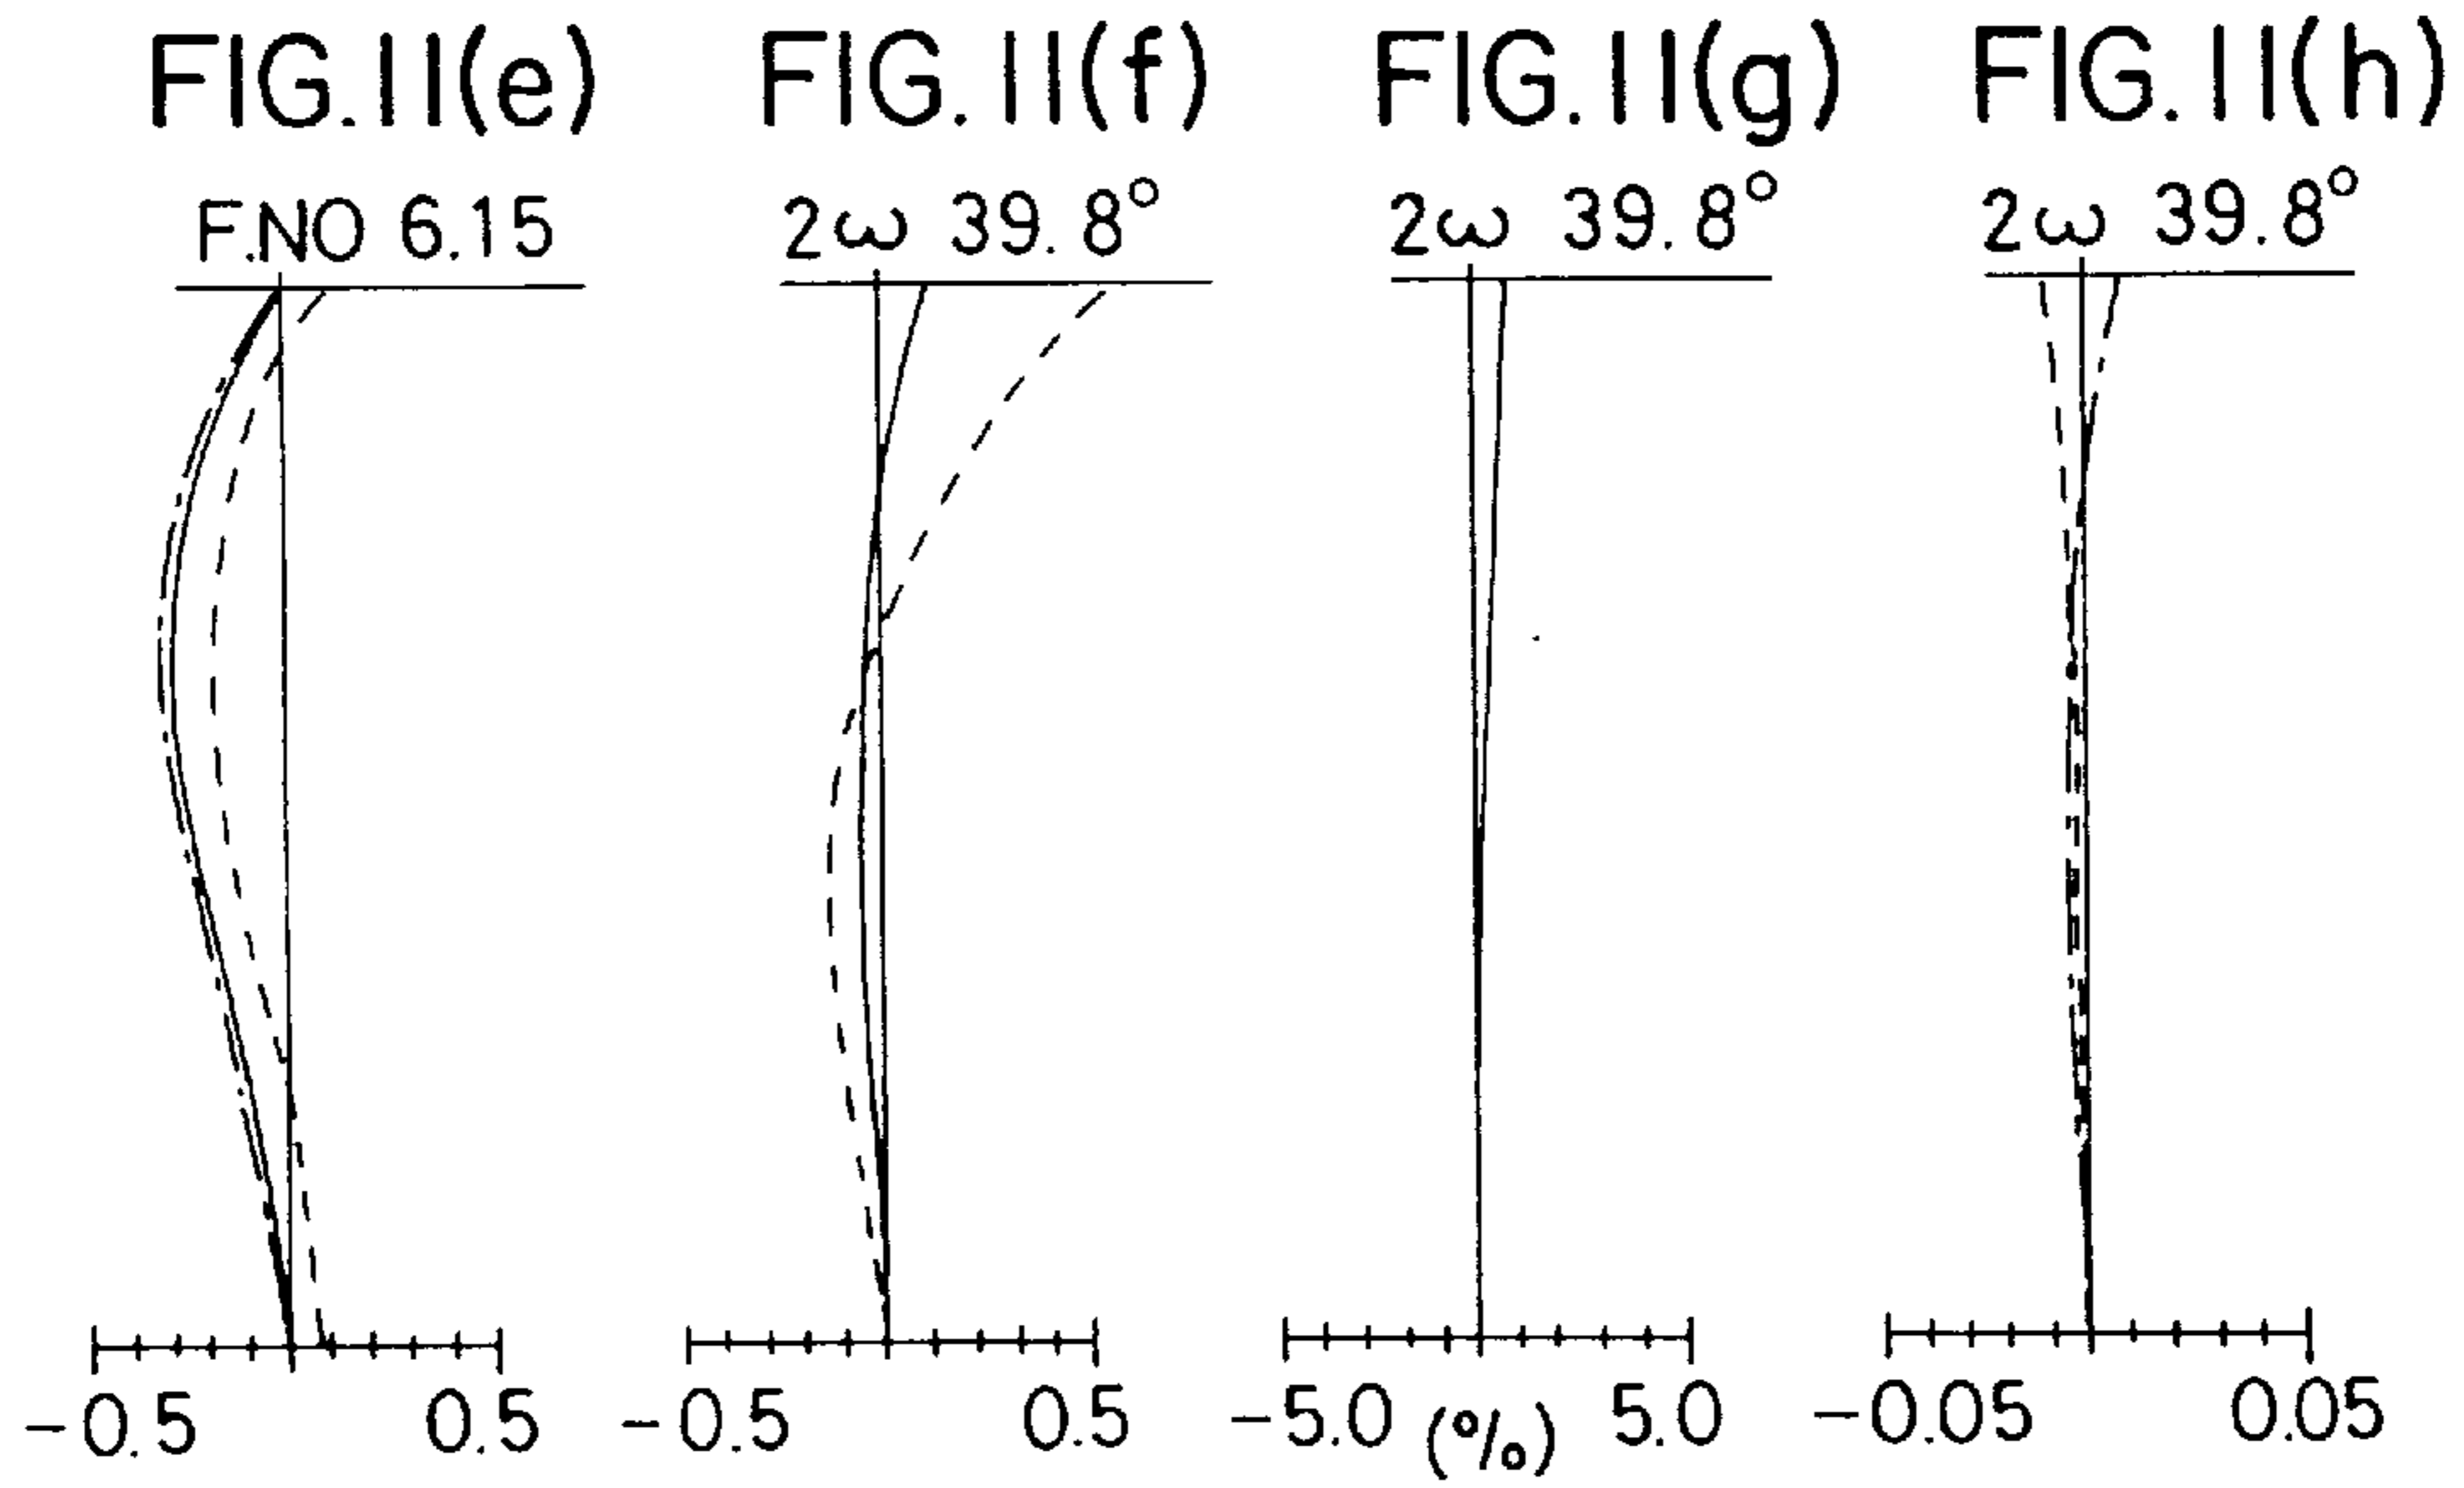 FIG.11(e) FIG.11(f) FIG.11(g) FIG.11(h)
F.NO 6.15 2ω 39.8° 2ω 39.8° 2ω 39.8°
-0.5 0.5 -0.5 0.5 -5.0 (%) 5.0 -0.05 0.05